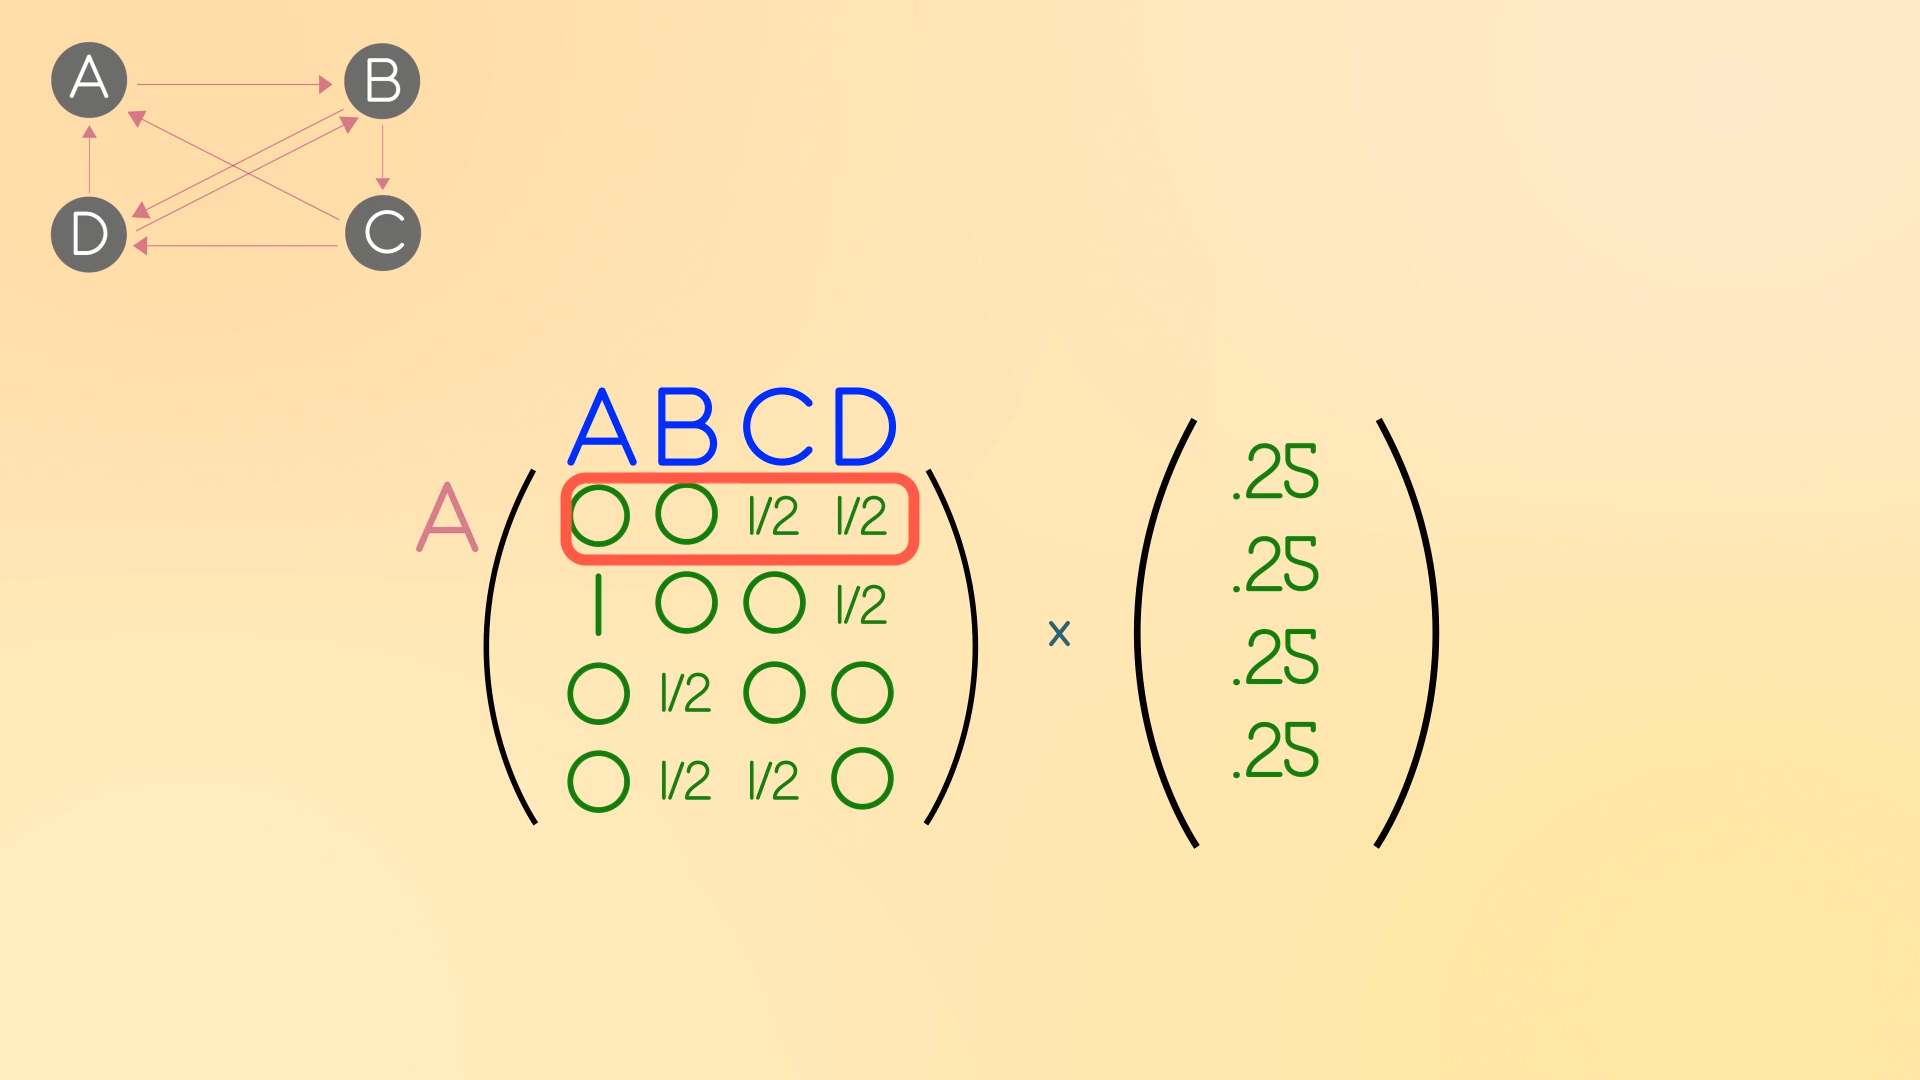 A B
D C
A B C D
A 0 0 1/2 1/2
1 0 0 1/2
0 1/2 0 0
0 1/2 1/2 0
x
.25
.25
.25
.25